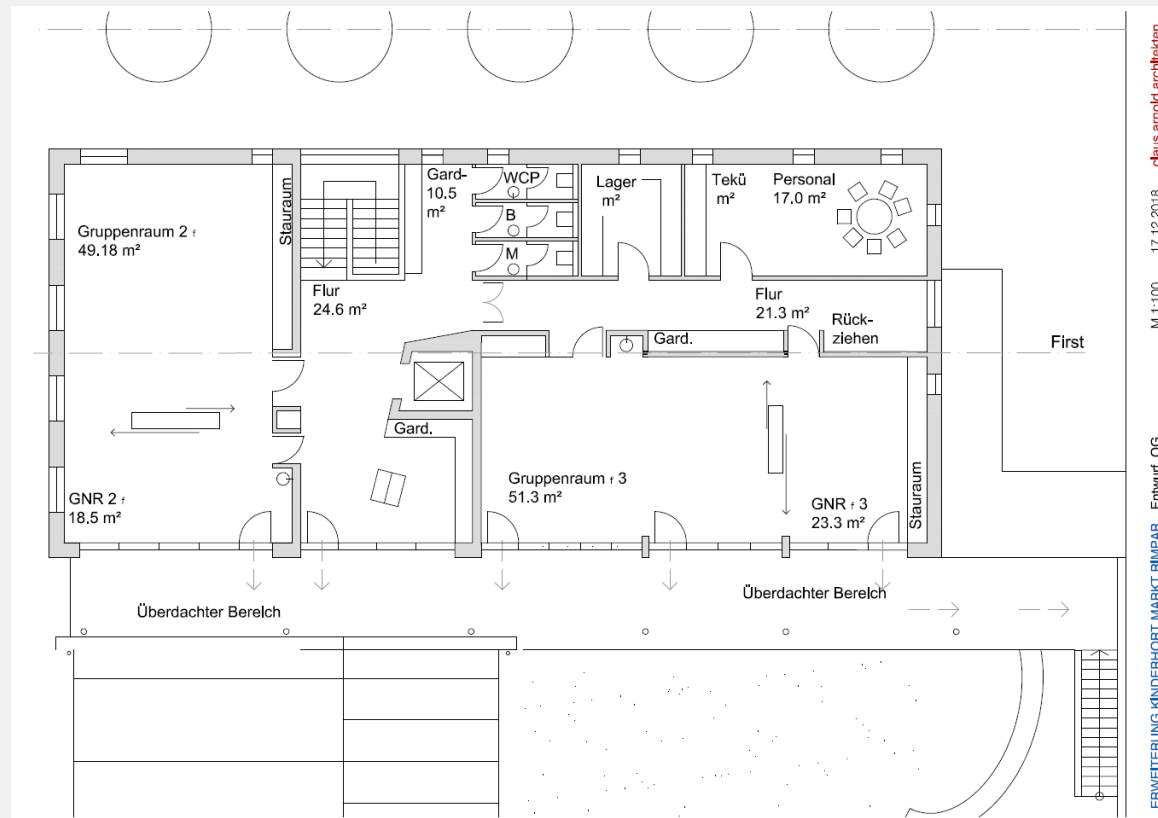 Gruppenraum 2 f
49.18 m²
Stauraum
Flur
24.6 m²
Gard-
10.5
m²
WCP
B
M
Lager
m²
Tekü
m²
Personal
17.0 m²
Flur
21.3 m²
Rück-
ziehen
Gard.
First
Gard.
GNR 2 f
18.5 m²
Gruppenraum f 3
51.3 m²
GNR f 3
23.3 m²
Stauraum
Überdachter Bereich
Überdachter Bereich
ERWEITERUNG KINDERHORT MARKT RIMPAR Entwurf OG M 1:100 17.12.2018 claus arnold architekten